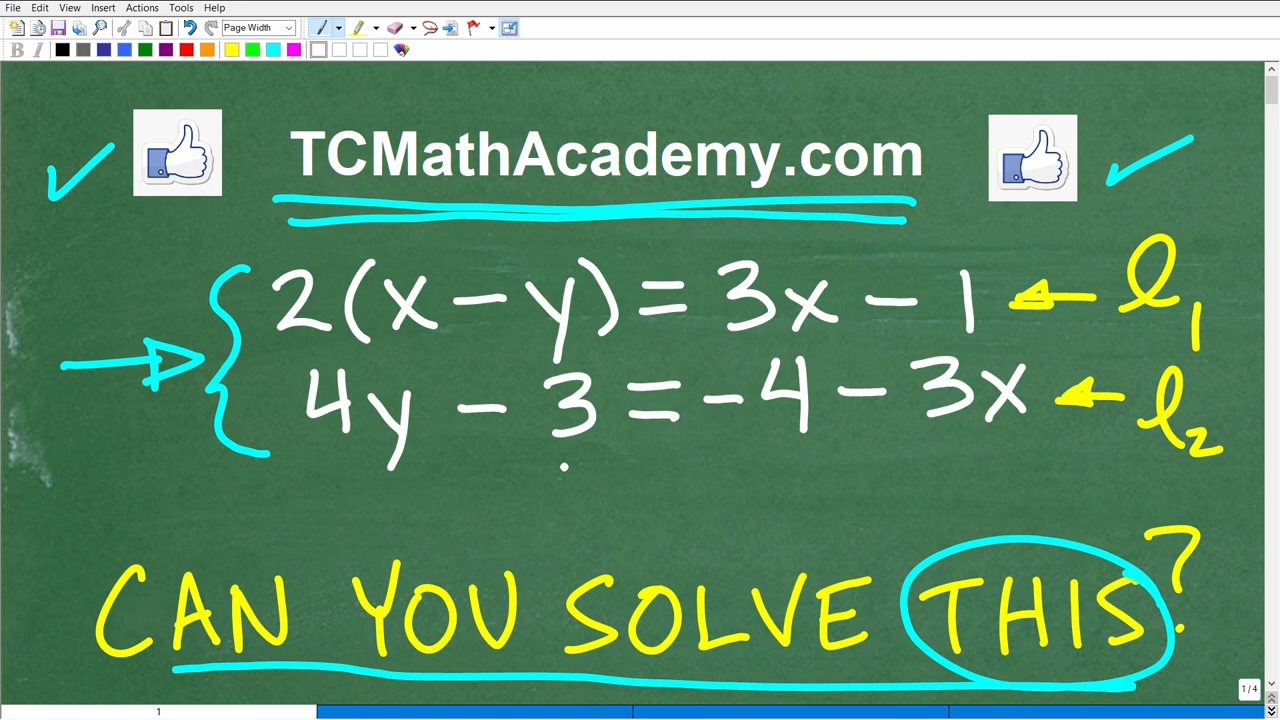 File Edit View Insert Actions Tools Help
Page Width
B I
TCMathAcademy.com
2(x - y) = 3x - 1 ← l₁
4y - 3 = -4 - 3x ← l₂
CAN YOU SOLVE THIS?
1/4
1